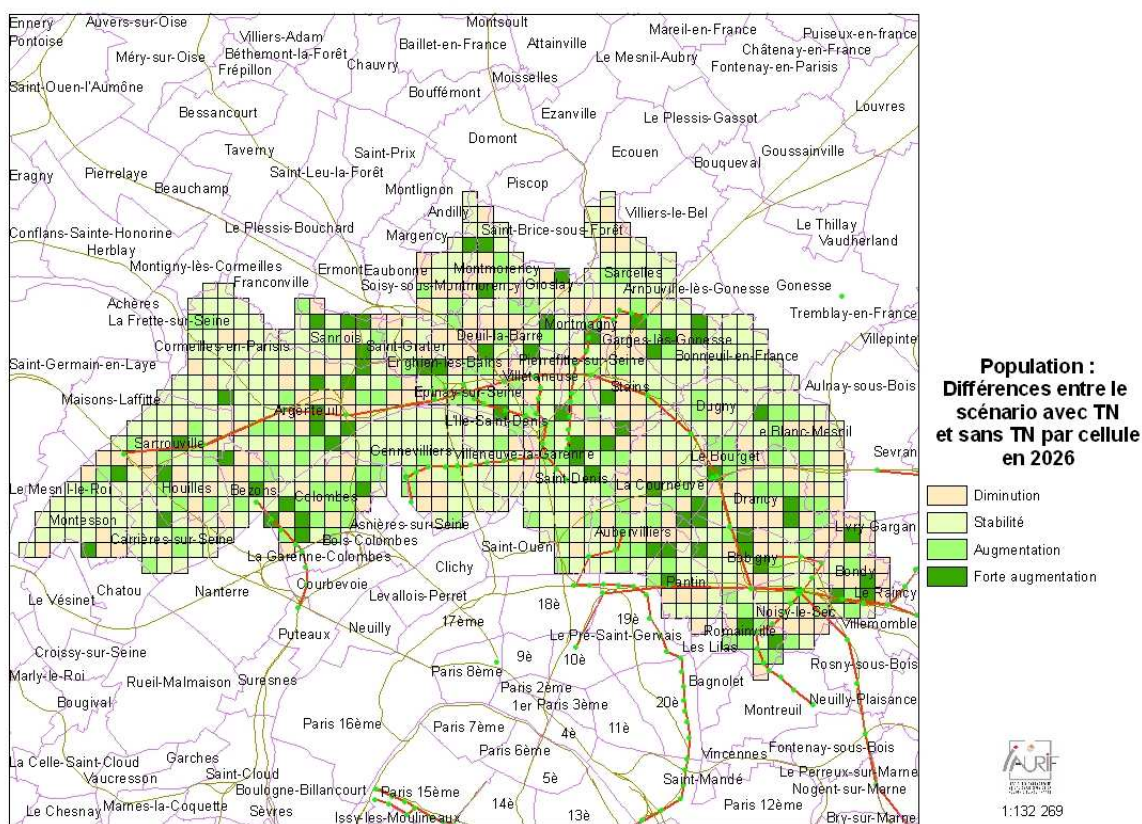 Ennery
Auvers-sur-Oise
Montsoult
Pontoise
Villiers-Adam
Mareil-en-France
Puiseux-en-france
Méry-sur-Oise
Béthemont-la-Forêt
Baillet-en-France
Attainville
Châtenay-en-France
Frépillon
Chauvry
Le Mesnil-Aubry
Fontenay-en-Parisis
Saint-Ouen-l'Aumône
Moisselles
Bouffémont
Louvres
Bessancourt
Ezanville
Le Plessis-Gassot
Domont
Taverny
Saint-Prix
Ecouen
Goussainville
Eragny
Pierrelaye
Saint-Leu-la-Forêt
Bouqueval
Beauchamp
Montlignon
Piscop
Andilly
Villiers-le-Bel
Le Thillay
Conflans-Sainte-Honorine
Le Plessis-Bouchard
Margency
Saint-Brice-sous-Forêt
Vaudherland
Herblay
Montigny-lès-Cormeilles
Ermont
Eaubonne
Montmorency
Sarcelles
Franconville
Soisy-sous-Montmorency
Groslay
Arnouville-lès-Gonesse
Gonesse
Achères
La Frette-sur-Seine
Montmagny
Tremblay-en-France
Sannois
Deuil-la-Barre
Garges-lès-Gonesse
Villepinte
Cormeilles-en-Parisis
Saint-Gratien
Bonneuil-en-France
Saint-Germain-en-Laye
Enghien-les-Bains
Pierrefitte-sur-Seine
Villetaneuse
Stains
Aulnay-sous-Bois
Maisons-Laffitte
Epinay-sur-Seine
Argenteuil
Dugny
L'Ile-Saint-Denis
Le Blanc-Mesnil
Sartrouville
Gennevilliers
Villeneuve-la-Garenne
Le Bourget
Sevran
Saint-Denis
Le Mesnil-le-Roi
Houilles
Bezons
Colombes
La Courneuve
Drancy
Montesson
Asnières-sur-Seine
Livry Gargan
Carrières-sur-Seine
Bois-Colombes
Aubervilliers
Saint-Ouen
La Garenne-Colombes
Bobigny
Bondy
Clichy
Chatou
Nanterre
Courbevoie
Pantin
Le Raincy
Le Vésinet
Levallois-Perret
18è
Noisy-le-Sec
Villemomble
Puteaux
Neuilly
17ème
19è
Romainville
Croissy-sur-Seine
9è
10è
Le Pré-Saint-Gervais
Les Lilas
Rosny-sous-Bois
Marly-le-Roi
Rueil-Malmaison
Suresnes
Paris 8ème
Bagnolet
Bougival
Paris 2ème
Neuilly-Plaisance
1er Paris 3ème
20è
Montreuil
Paris 16ème
Paris 7ème
4è
11è
La Celle-Saint-Cloud
Garches
Paris 6ème
Vincennes
Fontenay-sous-Bois
Vaucresson
Saint-Cloud
5è
Saint-Mandé
Le Perreux-sur-Marne
Boulogne-Billancourt
Paris 15ème
Nogent-sur-Marne
Le Chesnay
Marnes-la-Coquette
Sèvres
14è
Paris 12ème
Issy-les-Moulineaux
13è
Bry-sur-Marne
Population :
Différences entre le
scénario avec TN
et sans TN par cellule
en 2026
Diminution
Stabilité
Augmentation
Forte augmentation
IAURIF
1:132 269